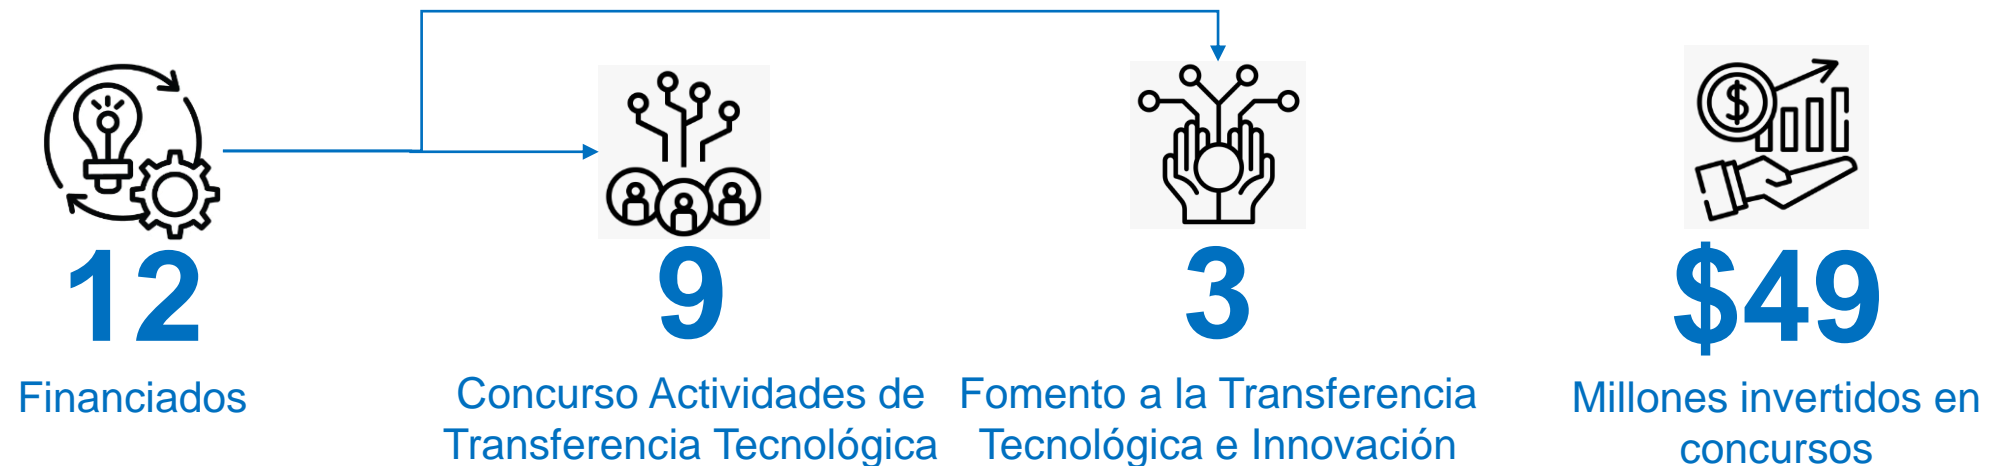 12
Financiados
9
Concurso Actividades de
Transferencia Tecnológica
3
Fomento a la Transferencia
Tecnológica e Innovación
$49
Millones invertidos en
concursos